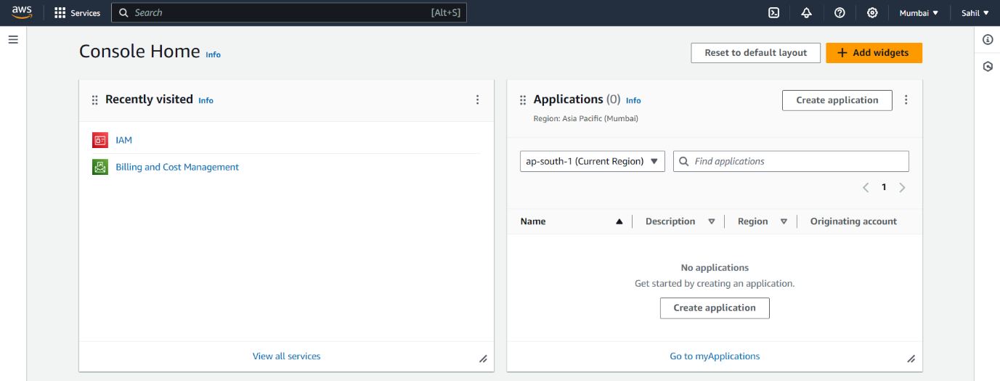 aws Services Search [Alt+S] Mumbai Sahil
Console Home Info
Reset to default layout
Add widgets
Recently visited Info
IAM
Billing and Cost Management
View all services
Applications (0) Info
Create application
Region: Asia Pacific (Mumbai)
ap-south-1 (Current Region)
Find applications
1
Name Description Region Originating account
No applications
Get started by creating an application.
Create application
Go to myApplications